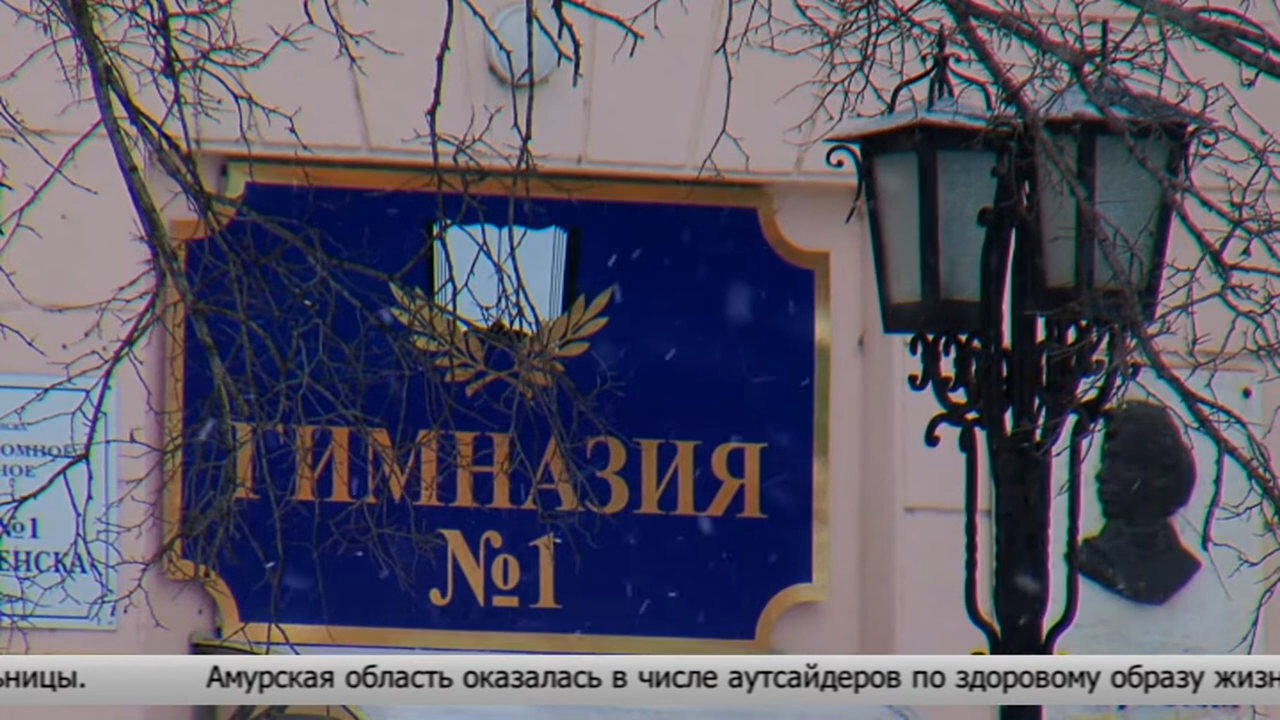 ГИМНАЗИЯ
№1
№1
ЕНСКА
ьницы. Амурская область оказалась в числе аутсайдеров по здоровому образу жизн